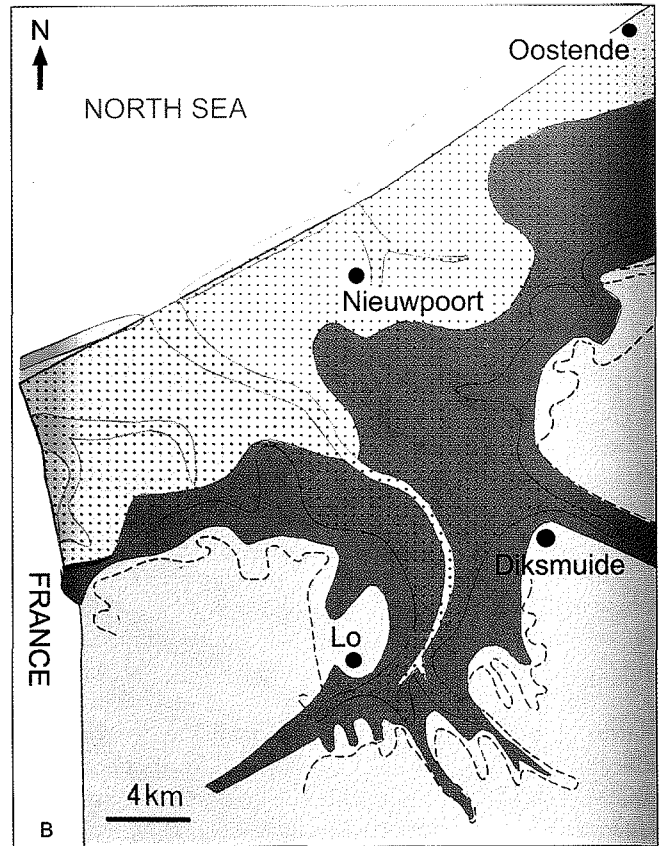 N
Oostende
NORTH SEA
Nieuwpoort
Diksmuide
FRANCE
Lo
4km
B